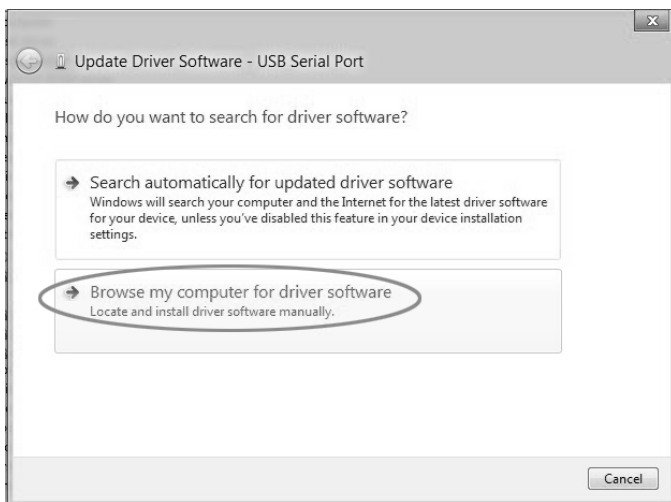 Update Driver Software - USB Serial Port
How do you want to search for driver software?
Search automatically for updated driver software
Windows will search your computer and the Internet for the latest driver software
for your device, unless you've disabled this feature in your device installation
settings.
Browse my computer for driver software
Locate and install driver software manually.
Cancel